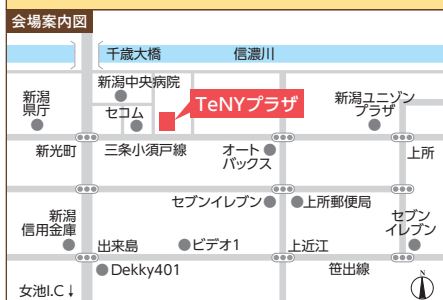 会場案内図
千歳大橋
信濃川
新潟中央病院
セコム
TeNYプラザ
新潟
県庁
新潟ユニゾン
プラザ
新光町
三条小須戸線
オート
バックス
上所
セブンイレブン
上所郵便局
新潟
信用金庫
セブン
イレブン
出来島
ビデオ1
上近江
Dekky401
笹出線
女池I.C↓
N